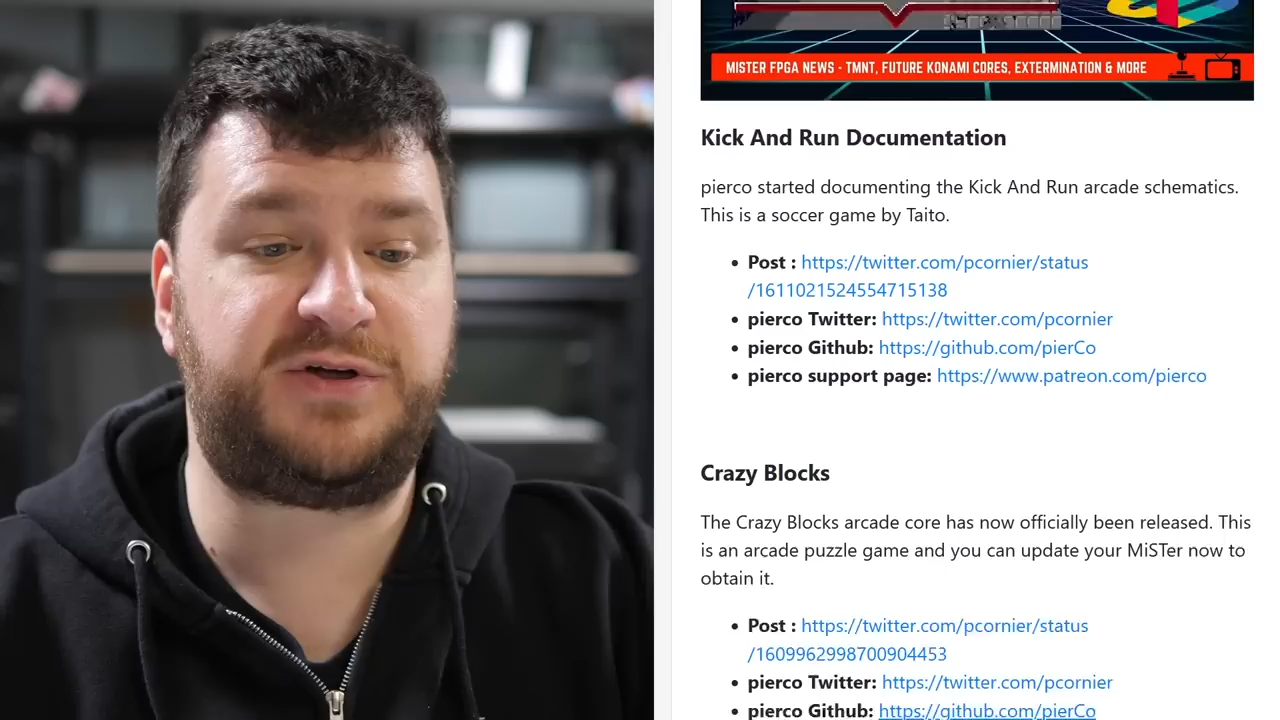 MISTER FPGA NEWS - TMNT, FUTURE KONAMI CORES, EXTERMINATION & MORE
Kick And Run Documentation
pierco started documenting the Kick And Run arcade schematics.
This is a soccer game by Taito.
• Post : https://twitter.com/pcornier/status
/1611021524554715138
• pierco Twitter: https://twitter.com/pcornier
• pierco Github: https://github.com/pierCo
• pierco support page: https://www.patreon.com/pierco
Crazy Blocks
The Crazy Blocks arcade core has now officially been released. This
is an arcade puzzle game and you can update your MiSTer now to
obtain it.
• Post : https://twitter.com/pcornier/status
/1609962998700904453
• pierco Twitter: https://twitter.com/pcornier
• pierco Github: https://github.com/pierCo